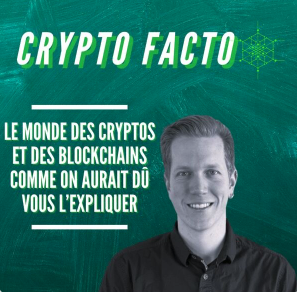 CRYPTO FACTO
LE MONDE DES CRYPTOS
ET DES BLOCKCHAINS
COMME ON AURAIT DÛ
VOUS L'EXPLIQUER